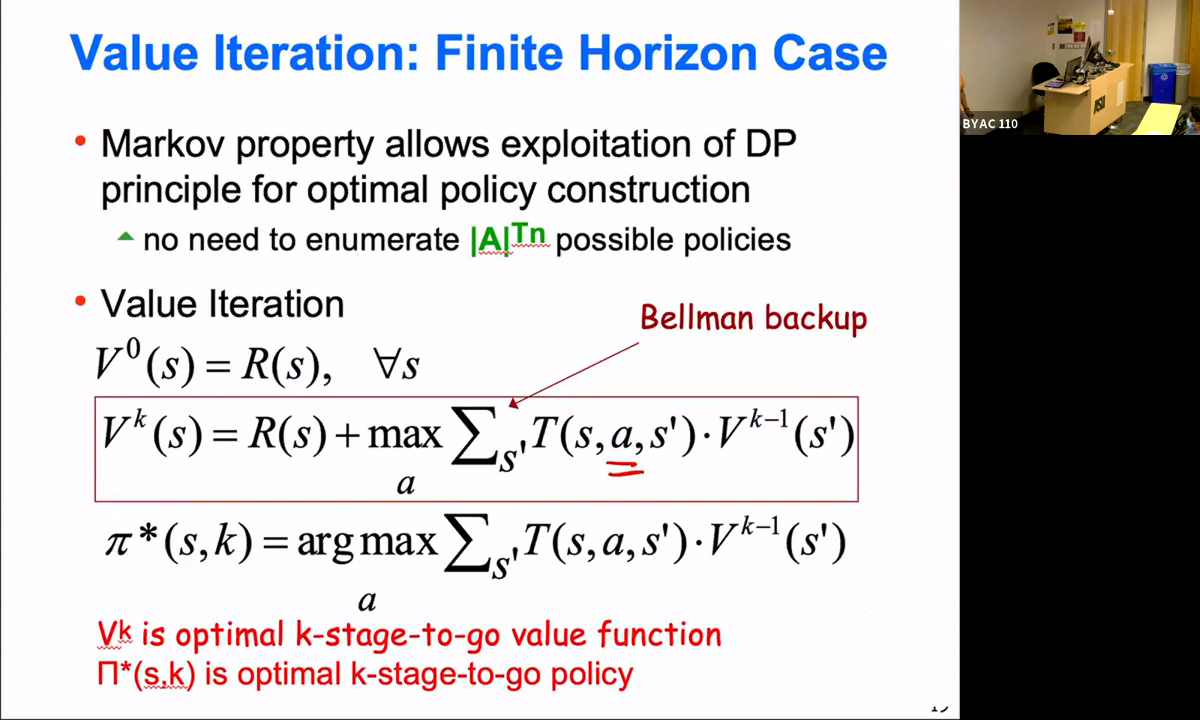 Value Iteration: Finite Horizon Case
• Markov property allows exploitation of DP
principle for optimal policy construction
no need to enumerate |A|^Tn possible policies
• Value Iteration
Bellman backup
V^0(s) = R(s), ∀s
V^k(s) = R(s) + max_a ∑_s' T(s,a,s')·V^{k-1}(s')
π*(s,k) = arg max_a ∑_s' T(s,a,s')·V^{k-1}(s')
Vk is optimal k-stage-to-go value function
Π*(s,k) is optimal k-stage-to-go policy
BYAC 110
ASU